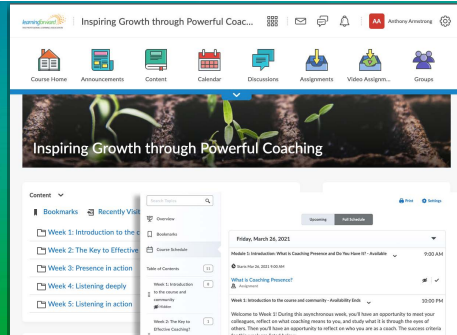 learningforward
Inspiring Growth through Powerful Coac...
AA
Anthony Armstrong
Course Home
Announcements
Content
Calendar
Discussions
Assignments
Video Assignm...
Groups
Inspiring Growth through Powerful Coaching
Content
Bookmarks
Recently Visit
Week 1: Introduction to the c
Week 2: The Key to Effective
Week 3: Presence in action
Week 4: Listening deeply
Week 5: Listening in action
Search Topics
Overview
Bookmarks
Course Schedule
Table of Contents
Week 1: Introduction
to the course and
community
Hidden
Week 2: The Key to
Effective Coaching?
Print
Settings
Upcoming
Full Schedule
Friday, March 26, 2021
Module 1: Introduction: What is Coaching Presence and Do You Have It? - Available
9:00 AM
Starts Mar 26, 2021 9:00 AM
What is Coaching Presence?
Assignment
Week 1: Introduction to the course and community - Availability Ends
10:00 PM
Welcome to Week 1! During this asynchronous week, you'll have an opportunity to meet your
colleagues, reflect on what coaching means to you, and study what it is through the eyes of
others. Then you'll have an opportunity to reflect on who you are as a coach. The success criteria